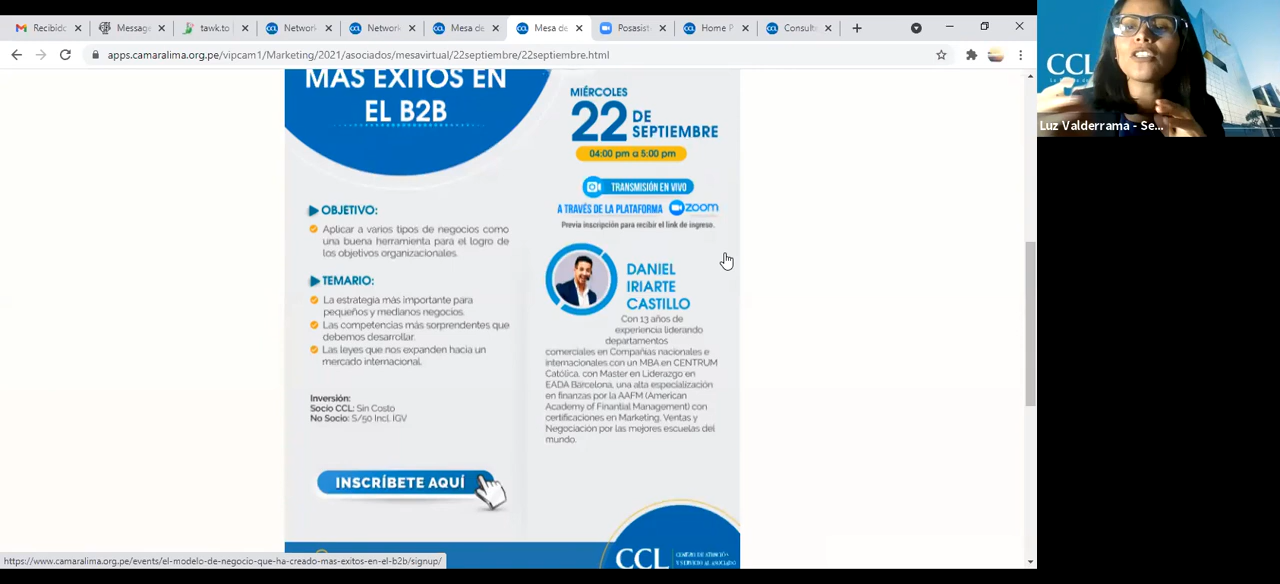 Recibido
Message
tawk.to
Network
Network
Mesa de
Mesa de
Posasist
Home P
Consult
apps.camaralima.org.pe/vipcam1/Marketing/2021/asociados/mesavirtual/22septiembre/22septiembre.html
MÁS ÉXITOS EN
EL B2B
MIÉRCOLES
22 DE
SEPTIEMBRE
04:00 pm a 5:00 pm
TRANSMISIÓN EN VIVO
A TRAVÉS DE LA PLATAFORMA zoom
Previa inscripción para recibir el link de ingreso.
OBJETIVO:
Aplicar a varios tipos de negocios como
una buena herramienta para el logro de
los objetivos organizacionales.
TEMARIO:
La estrategia más importante para
pequeños y medianos negocios.
Las competencias más sorprendentes que
debemos desarrollar.
Las leyes que nos expanden hacia un
mercado internacional.
Inversión:
Socio CCL: Sin Costo
No Socio: S/50 Incl. IGV
INSCRÍBETE AQUÍ
DANIEL
IRIARTE
CASTILLO
Con 13 años de
experiencia liderando
departamentos
comerciales en Compañías nacionales e
internacionales con un MBA en CENTRUM
Católica, con Master en Liderazgo en
EADA Barcelona, una alta especialización
en finanzas por la AAFM (American
Academy of Finantial Management) con
certificaciones en Marketing, Ventas y
Negociación por las mejores escuelas del
mundo.
CCL CENTRO DE ATENCIÓN
Y SERVICIO AL ASOCIADO
https://www.camaralima.org.pe/events/el-modelo-de-negocio-que-ha-creado-mas-exitos-en-el-b2b/signup/
CCL
Luz Valderrama - Se...